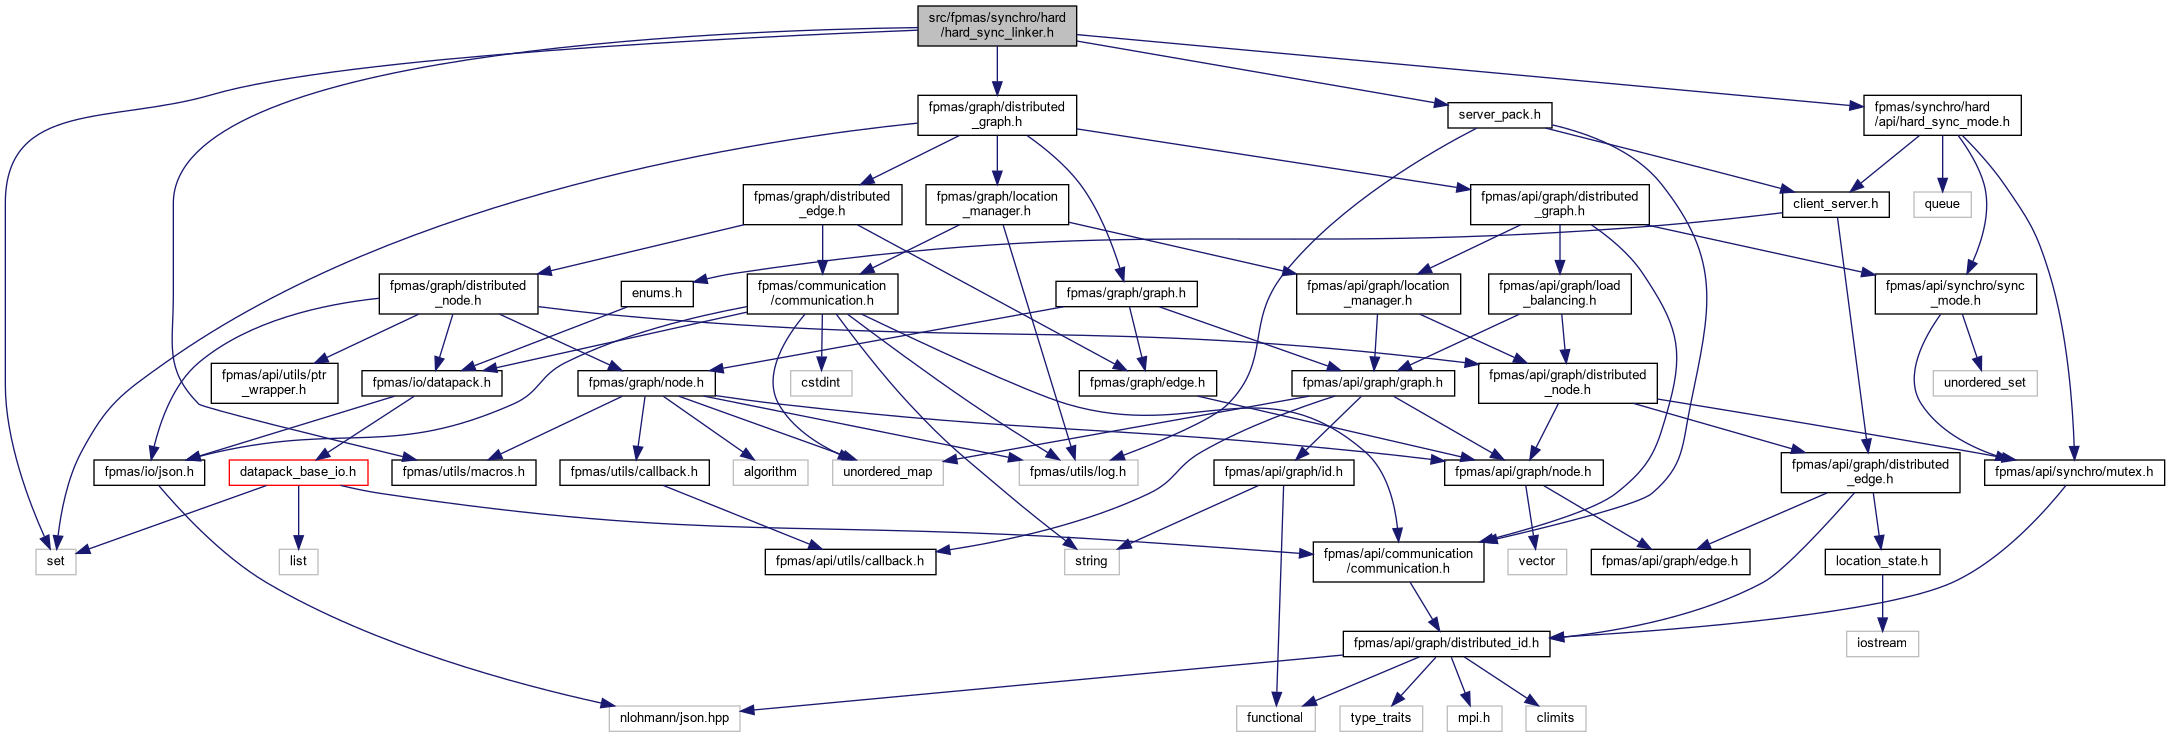 src/fpmas/synchro/hard
/hard_sync_linker.h
fpmas/graph/distributed
_graph.h
server_pack.h
fpmas/synchro/hard
/api/hard_sync_mode.h
fpmas/graph/distributed
_edge.h
fpmas/graph/location
_manager.h
fpmas/api/graph/distributed
_graph.h
client_server.h
queue
fpmas/graph/distributed
_node.h
enums.h
fpmas/communication
/communication.h
fpmas/graph/graph.h
fpmas/api/graph/location
_manager.h
fpmas/api/graph/load
_balancing.h
fpmas/api/synchro/sync
_mode.h
fpmas/api/utils/ptr
_wrapper.h
fpmas/io/datapack.h
fpmas/graph/node.h
cstdint
fpmas/graph/edge.h
fpmas/api/graph/graph.h
fpmas/api/graph/distributed
_node.h
unordered_set
fpmas/io/json.h
datapack_base_io.h
fpmas/utils/macros.h
fpmas/utils/callback.h
algorithm
unordered_map
fpmas/utils/log.h
fpmas/api/graph/id.h
fpmas/api/graph/node.h
fpmas/api/graph/distributed
_edge.h
fpmas/api/synchro/mutex.h
set
list
fpmas/api/utils/callback.h
string
fpmas/api/communication
/communication.h
vector
fpmas/api/graph/edge.h
location_state.h
fpmas/api/graph/distributed_id.h
iostream
nlohmann/json.hpp
functional
type_traits
mpi.h
climits